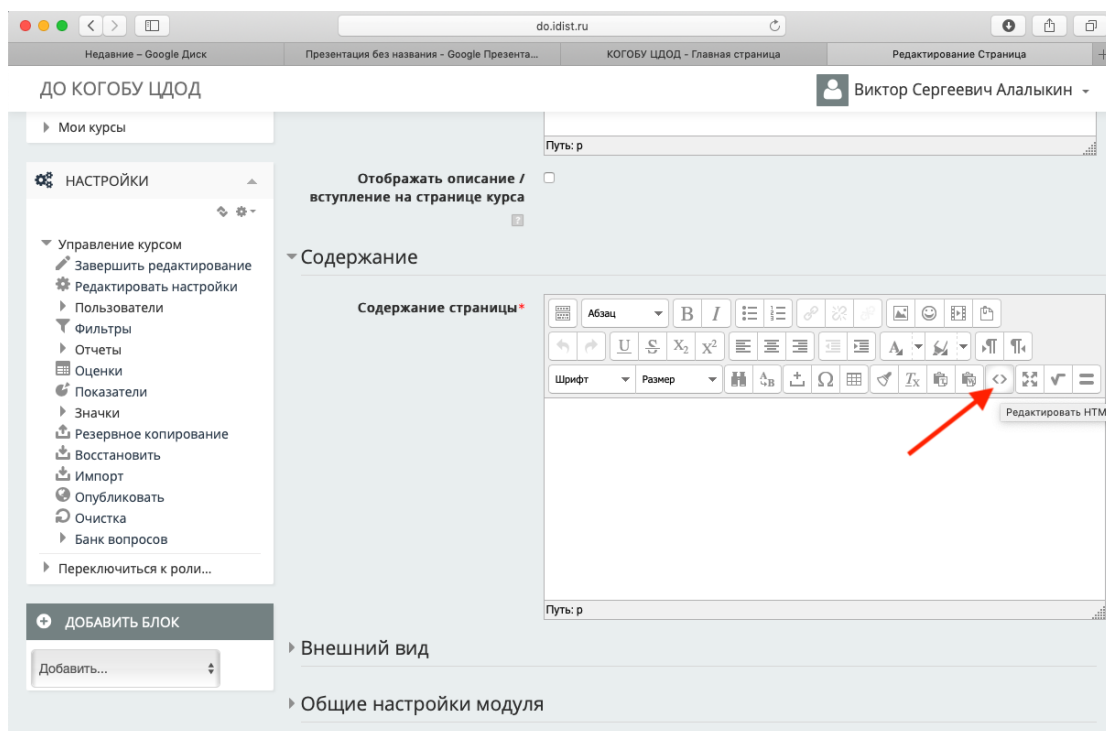 do.idist.ru
Недавние – Google Диск
Презентация без названия - Google Презента...
КОГОБУ ЦДОД - Главная страница
Редактирование Страница
ДО КОГОБУ ЦДОД
Виктор Сергеевич Алалыкин
Мои курсы
Путь: p
НАСТРОЙКИ
Управление курсом
Завершить редактирование
Редактировать настройки
Пользователи
Фильтры
Отчеты
Оценки
Показатели
Значки
Резервное копирование
Восстановить
Импорт
Опубликовать
Очистка
Банк вопросов
Переключиться к роли...
ДОБАВИТЬ БЛОК
Добавить...
Отображать описание /
вступление на странице курса
?
Содержание
Содержание страницы*
Абзац
B I
U S X2 X2
Шрифт
Размер
Редактировать HTM
Путь: p
Внешний вид
Общие настройки модуля